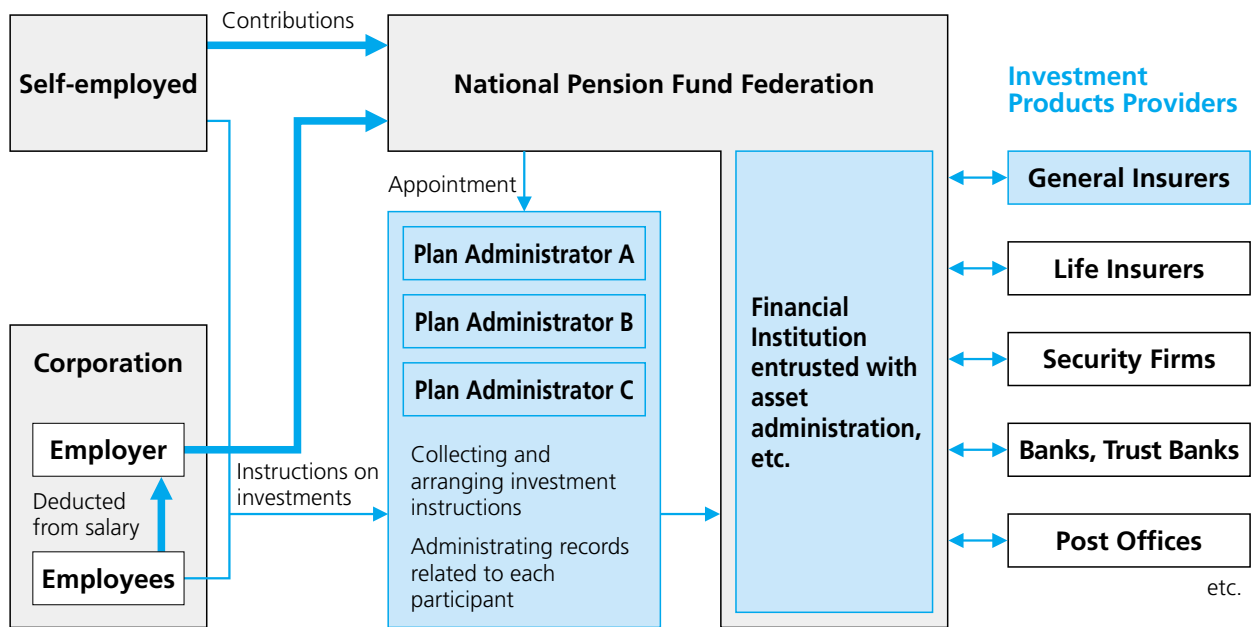 Contributions
Self-employed
National Pension Fund Federation
Investment
Products Providers
Appointment
General Insurers
Plan Administrator A
Life Insurers
Plan Administrator B
Financial
Institution
entrusted with
asset
administration,
etc.
Security Firms
Corporation
Plan Administrator C
Employer
Collecting and
arranging investment
instructions
Banks, Trust Banks
Instructions on
investments
Deducted
from salary
Administrating records
related to each
participant
Post Offices
Employees
etc.